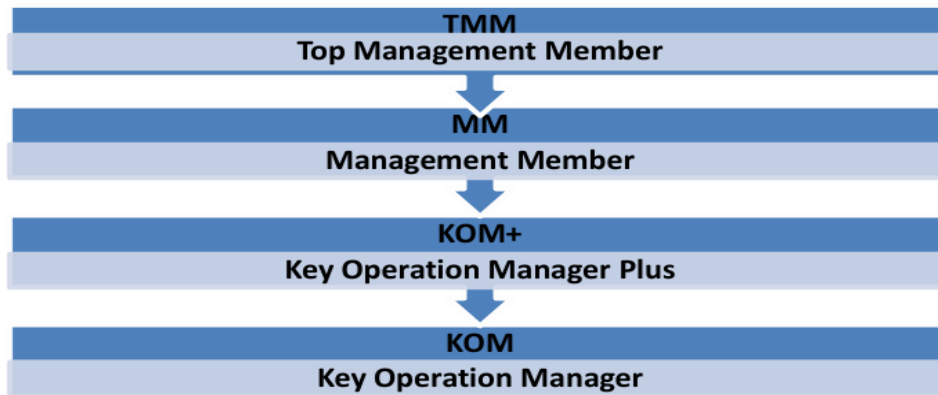 TMM
Top Management Member
MM
Management Member
KOM+
Key Operation Manager Plus
KOM
Key Operation Manager